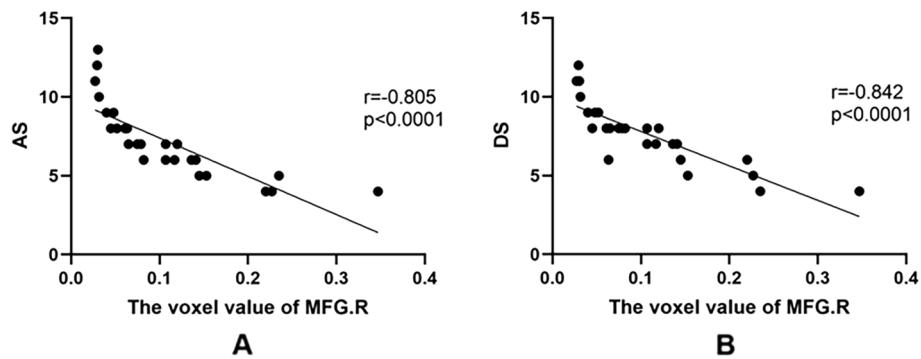 15
10
5
0
AS
r=-0.805
p<0.0001
0.0 0.1 0.2 0.3 0.4
The voxel value of MFG.R
A
15
10
5
0
DS
r=-0.842
p<0.0001
0.0 0.1 0.2 0.3 0.4
The voxel value of MFG.R
B